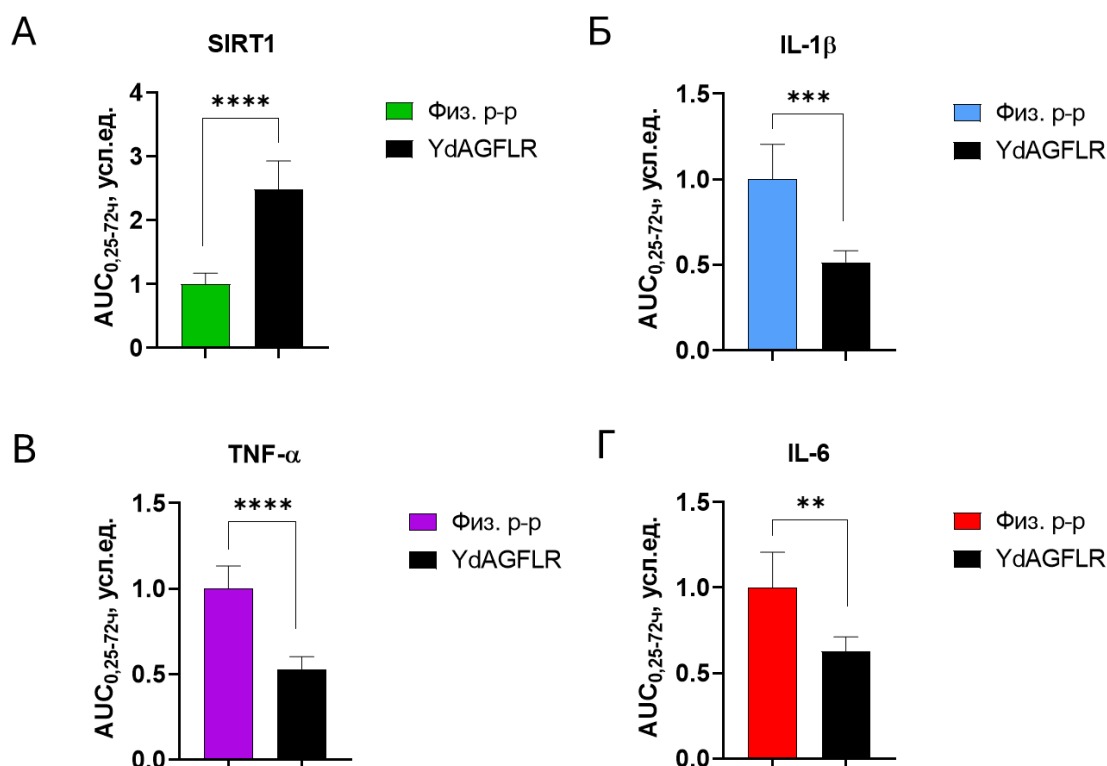 А
SIRT1
AUC0,25-72ч, усл.ед.
4
3
2
1
0
****
Физ. р-р
YdAGFLR
Б
IL-1β
AUC0,25-72ч, усл.ед.
1.5
1.0
0.5
0.0
***
Физ. р-р
YdAGFLR
В
TNF-α
AUC0,25-72ч, усл.ед.
1.5
1.0
0.5
0.0
****
Физ. р-р
YdAGFLR
Г
IL-6
AUC0,25-72ч, усл.ед.
1.5
1.0
0.5
0.0
**
Физ. р-р
YdAGFLR